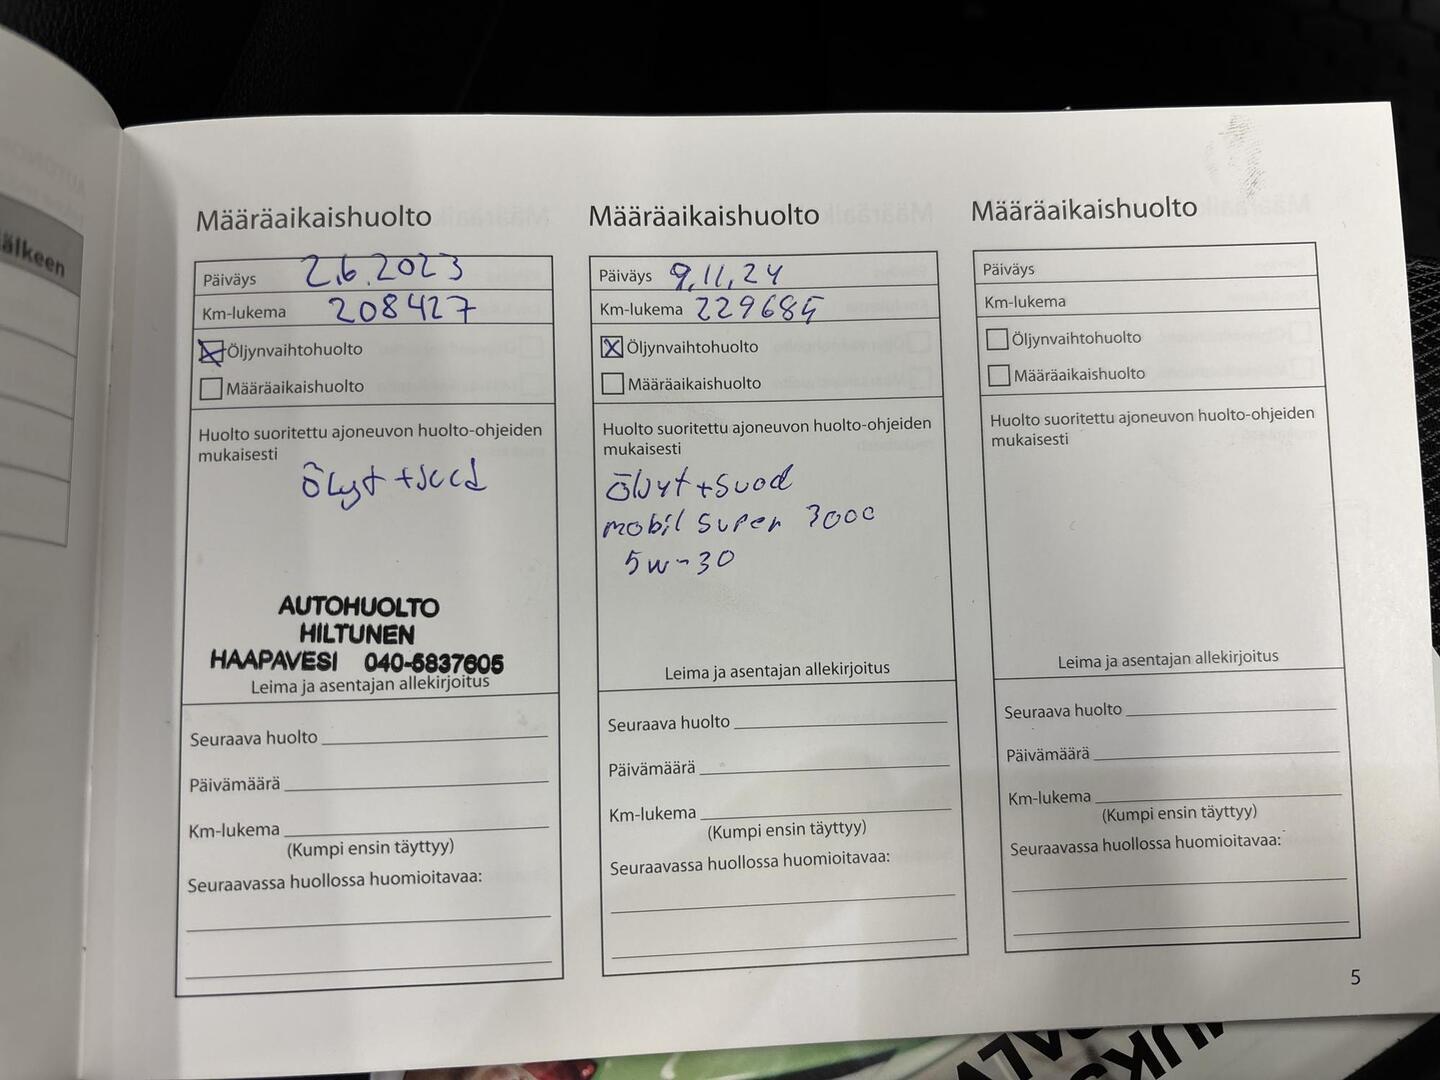 älkeen
Määräaikaishuolto
Päiväys 2.6.2023
Km-lukema 208427
Öljynvaihtohuolto
Määräaikaishuolto
Huolto suoritettu ajoneuvon huolto-ohjeiden
mukaisesti
Öljyt + suod
AUTOHUOLTO
HILTUNEN
HAAPAVESI 040-5837605
Leima ja asentajan allekirjoitus
Seuraava huolto
Päivämäärä
Km-lukema
(Kumpi ensin täyttyy)
Seuraavassa huollossa huomioitavaa:
Määräaikaishuolto
Päiväys 9,11,24
Km-lukema
X Öljynvaihtohuolto
Määräaikaishuolto
Huolto suoritettu ajoneuvon huolto-ohjeiden
mukaisesti
Öljyt + suod
mobil super 3000
5w-30
Leima ja asentajan allekirjoitus
Seuraava huolto
Päivämäärä
Km-lukema
(Kumpi ensin täyttyy)
Seuraavassa huollossa huomioitavaa:
Määräaikaishuolto
Päiväys
Km-lukema
Öljynvaihtohuolto
Määräaikaishuolto
Huolto suoritettu ajoneuvon huolto-ohjeiden
mukaisesti
Leima ja asentajan allekirjoitus
Seuraava huolto
Päivämäärä
Km-lukema
(Kumpi ensin täyttyy)
Seuraavassa huollossa huomioitavaa:
5